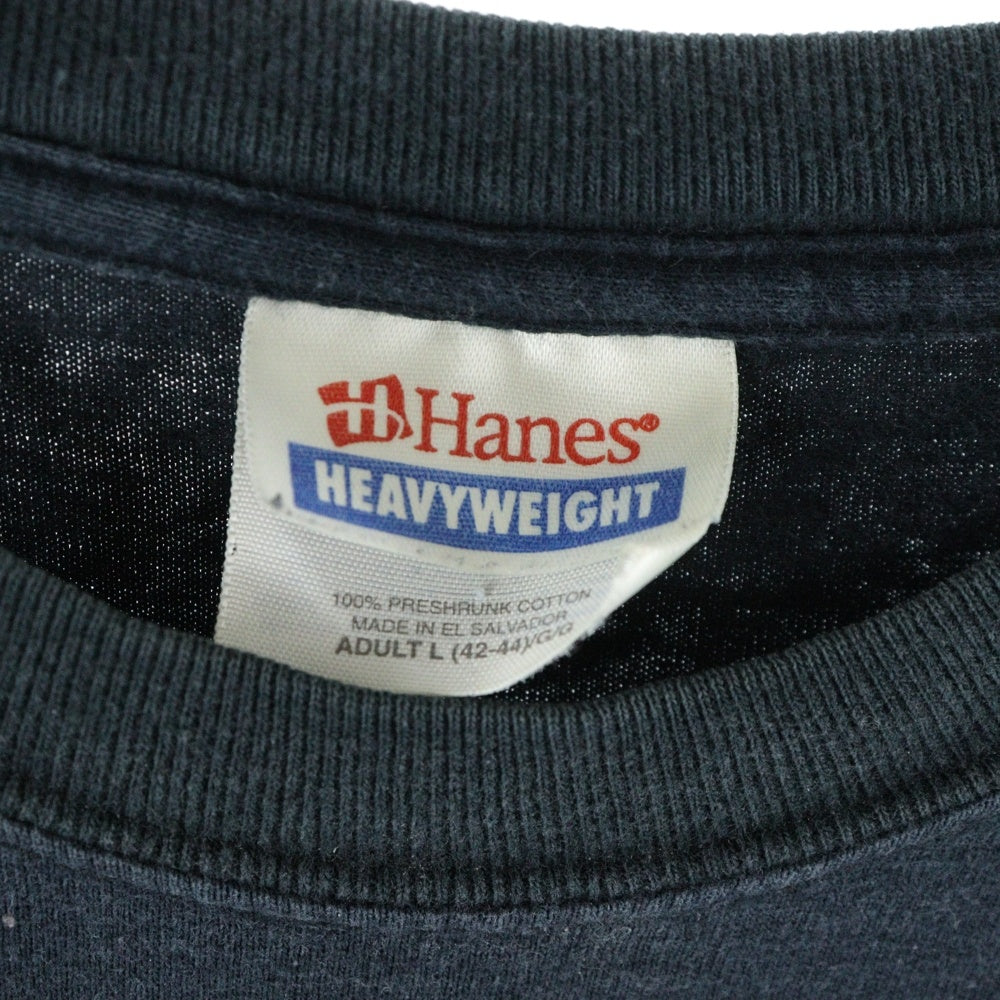 Hanes®
HEAVYWEIGHT
100% PRESHRUNK COTTON
MADE IN EL SALVADOR
ADULT L (42-44)/G/G